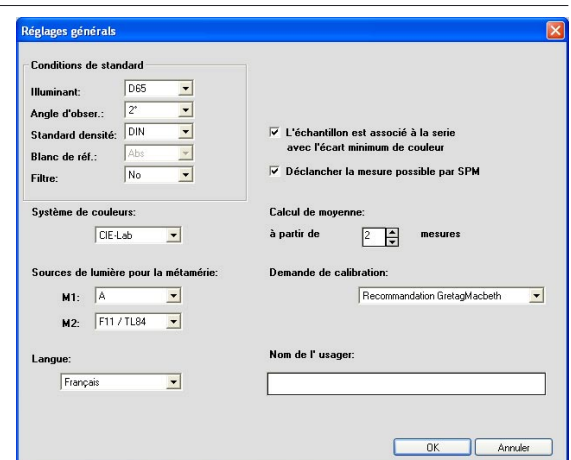 Réglages générals
Conditions de standard
Illuminant: D65
Angle d'obser.: 2°
Standard densité: DIN
Blanc de réf.: Abs
Filtre: No
L'échantillon est associé à la serie
avec l'écart minimum de couleur
Déclancher la mesure possible par SPM
Système de couleurs:
CIE-Lab
Calcul de moyenne:
à partir de 2 mesures
Sources de lumière pour la métamérie:
M1: A
M2: F11 / TL84
Demande de calibration:
Recommandation GretagMacbeth
Langue:
Français
Nom de l' usager:
OK Annuler